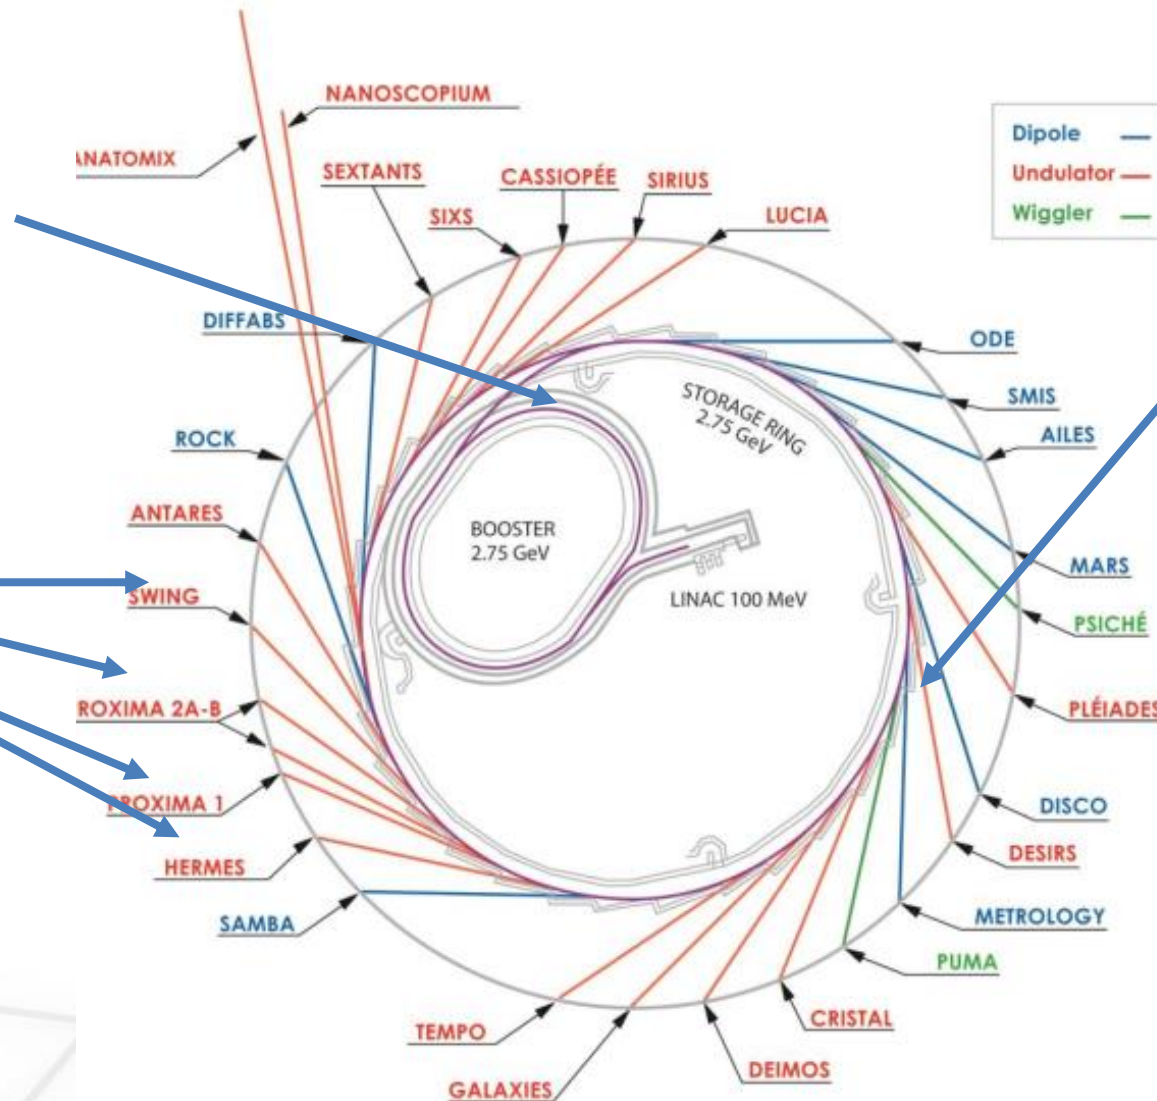 NANOSCOPIUM
ANATOMIX
SEXTANTS
CASSIOPÉE
SIRIUS
SIXS
LUCIA
Dipole
Undulator
Wiggler
DIFFABS
ODE
ROCK
STORAGE RING
2.75 GeV
SMIS
AILES
ANTARES
BOOSTER
2.75 GeV
MARS
SWING
LINAC 100 MeV
PSICHÉ
ROXIMA 2A-B
PLÉIADES
PROXIMA 1
DISCO
HERMES
DESIRS
SAMBA
METROLOGY
PUMA
TEMPO
CRISTAL
DEIMOS
GALAXIES